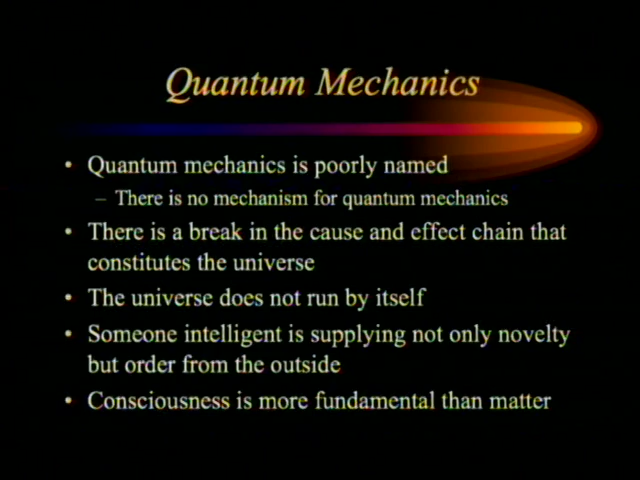 Quantum Mechanics
• Quantum mechanics is poorly named
– There is no mechanism for quantum mechanics
• There is a break in the cause and effect chain that
constitutes the universe
• The universe does not run by itself
• Someone intelligent is supplying not only novelty
but order from the outside
• Consciousness is more fundamental than matter